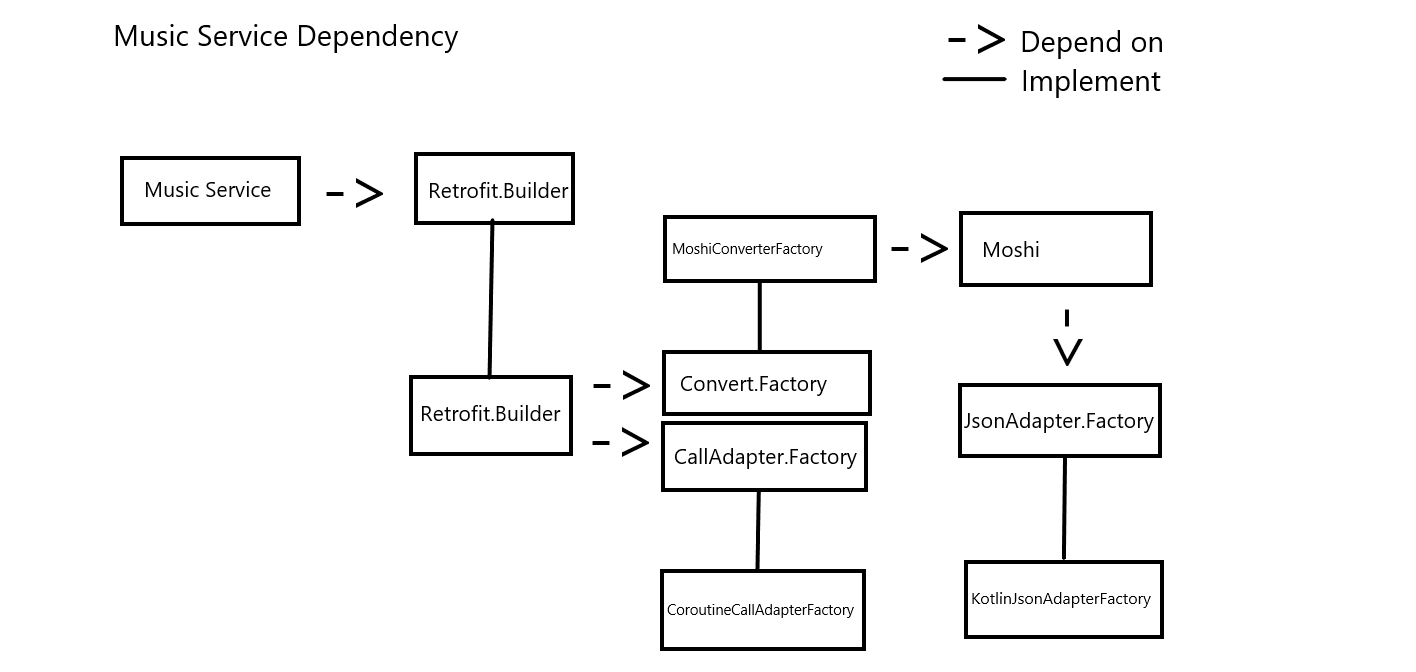 Music Service Dependency
-> Depend on
Implement
Music Service
->
Retrofit.Builder
MoshiConverterFactory
->
Moshi
->
Retrofit.Builder
->
Convert.Factory
->
CallAdapter.Factory
JsonAdapter.Factory
CoroutineCallAdapterFactory
KotlinJsonAdapterFactory